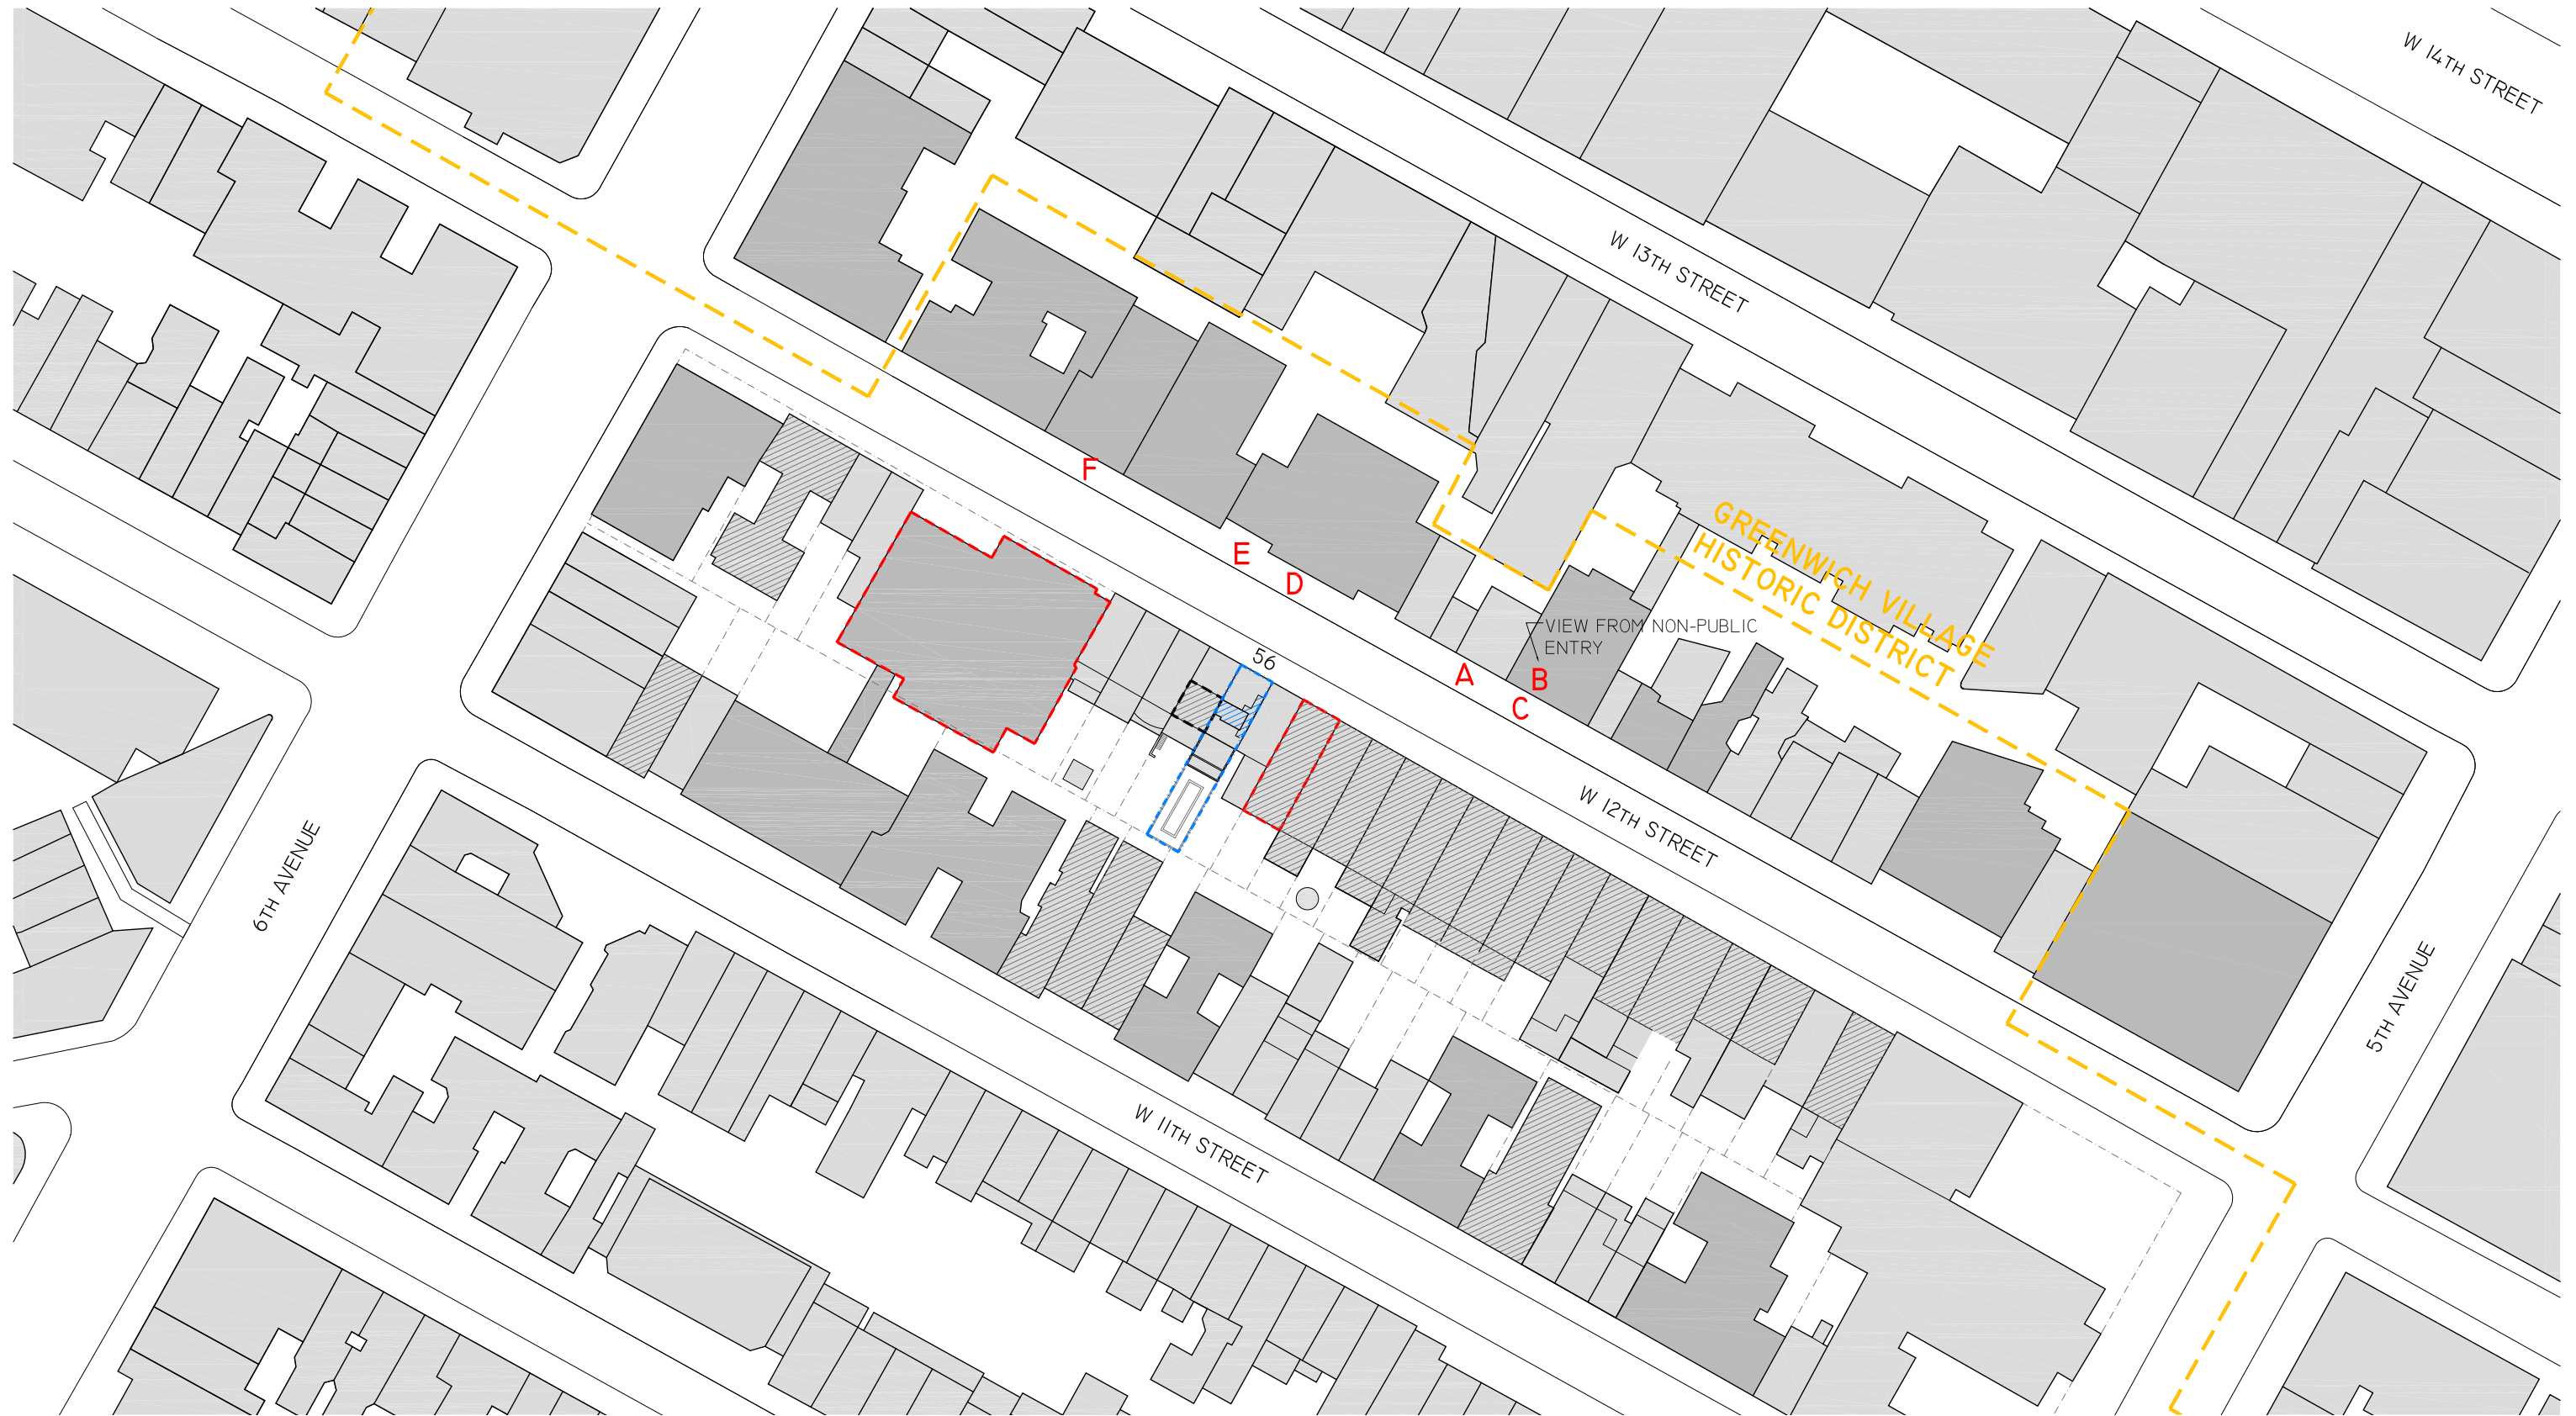 W 14TH STREET
W 13TH STREET
F
GREENWICH VILLAGE
HISTORIC DISTRICT
E
D
VIEW FROM NON-PUBLIC
ENTRY
56
A
B
C
W 12TH STREET
6TH AVENUE
5TH AVENUE
W 11TH STREET